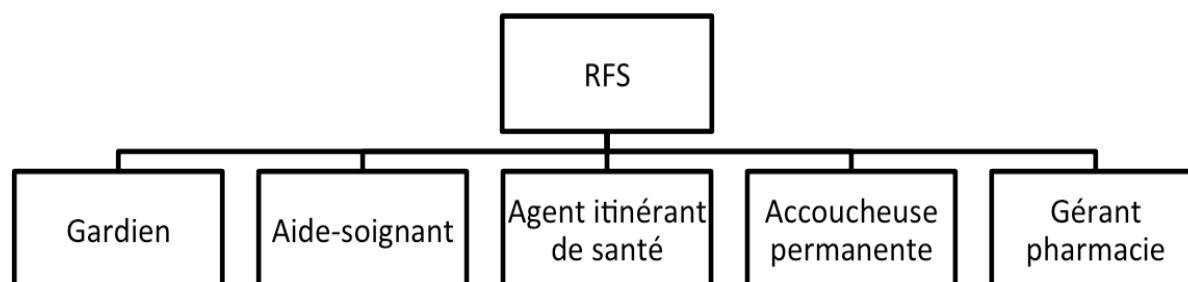 RFS
Gardien
Aide-soignant
Agent itinérant
de santé
Accoucheuse
permanente
Gérant
pharmacie